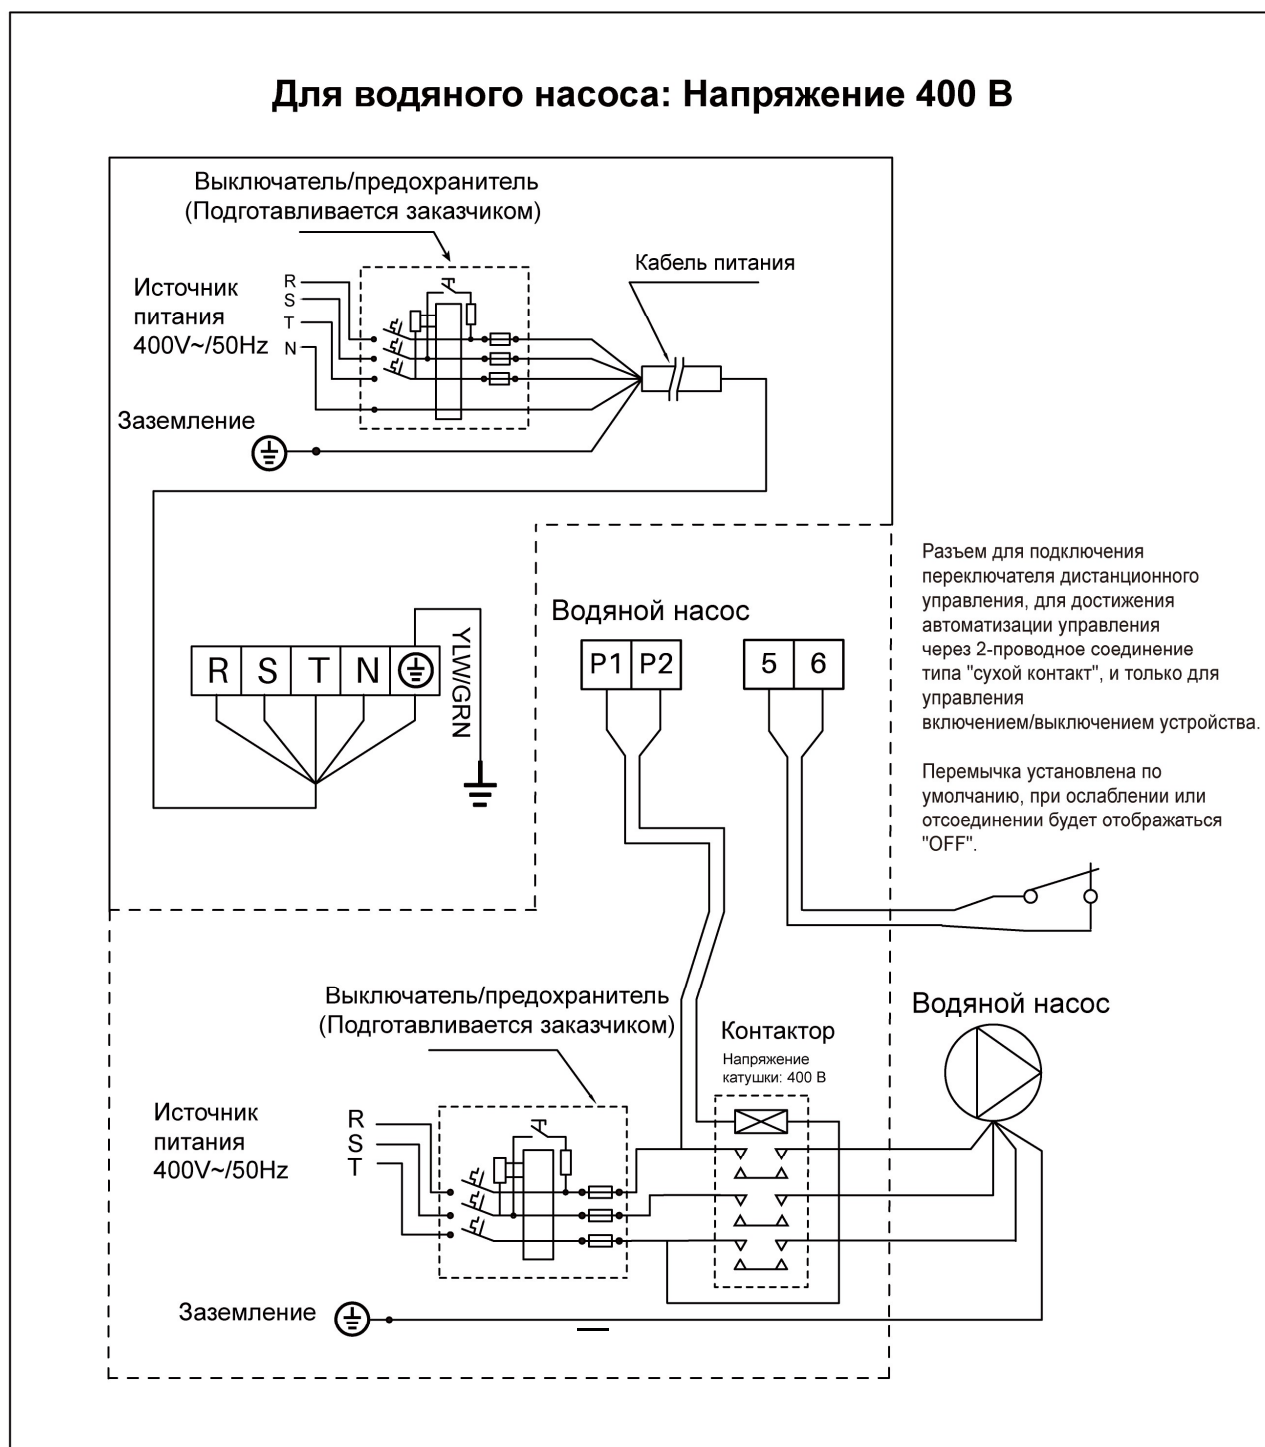 Для водяного насоса: Напряжение 400 В
Выключатель/предохранитель
(Подготавливается заказчиком)
Кабель питания
Источник
питания
400V~/50Hz
R
S
T
N
Заземление
Разъем для подключения
переключателя дистанционного
управления, для достижения
автоматизации управления
через 2-проводное соединение
типа "сухой контакт", и только для
управления
включением/выключением устройства.
Перемычка установлена по
умолчанию, при ослаблении или
отсоединении будет отображаться
"OFF".
Водяной насос
R S T N
YLW/GRN
P1 P2
5 6
Выключатель/предохранитель
(Подготавливается заказчиком)
Контактор
Напряжение
катушки: 400 В
Водяной насос
Источник
питания
400V~/50Hz
R
S
T
Заземление